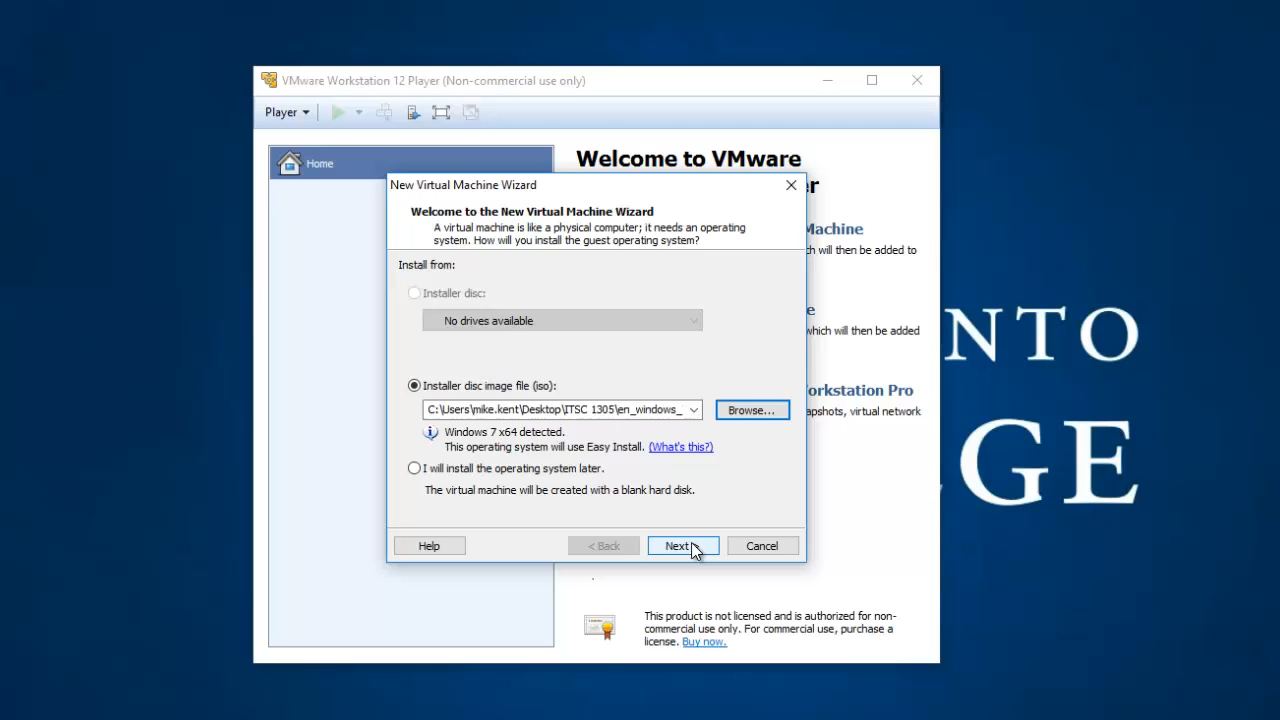 VMware Workstation 12 Player (Non-commercial use only)
Player
Home
Welcome to VMware
er
Machine
ch will then be added to
e
which will then be added
orkstation Pro
apshots, virtual network
New Virtual Machine Wizard
Welcome to the New Virtual Machine Wizard
A virtual machine is like a physical computer; it needs an operating
system. How will you install the guest operating system?
Install from:
Installer disc:
No drives available
Installer disc image file (iso):
C:\Users\mike.kent\Desktop\ITSC 1305\en_windows_
Browse...
Windows 7 x64 detected.
This operating system will use Easy Install. (What's this?)
I will install the operating system later.
The virtual machine will be created with a blank hard disk.
Help
< Back
Next
Cancel
This product is not licensed and is authorized for non-
commercial use only. For commercial use, purchase a
license. Buy now.
NTO
GE